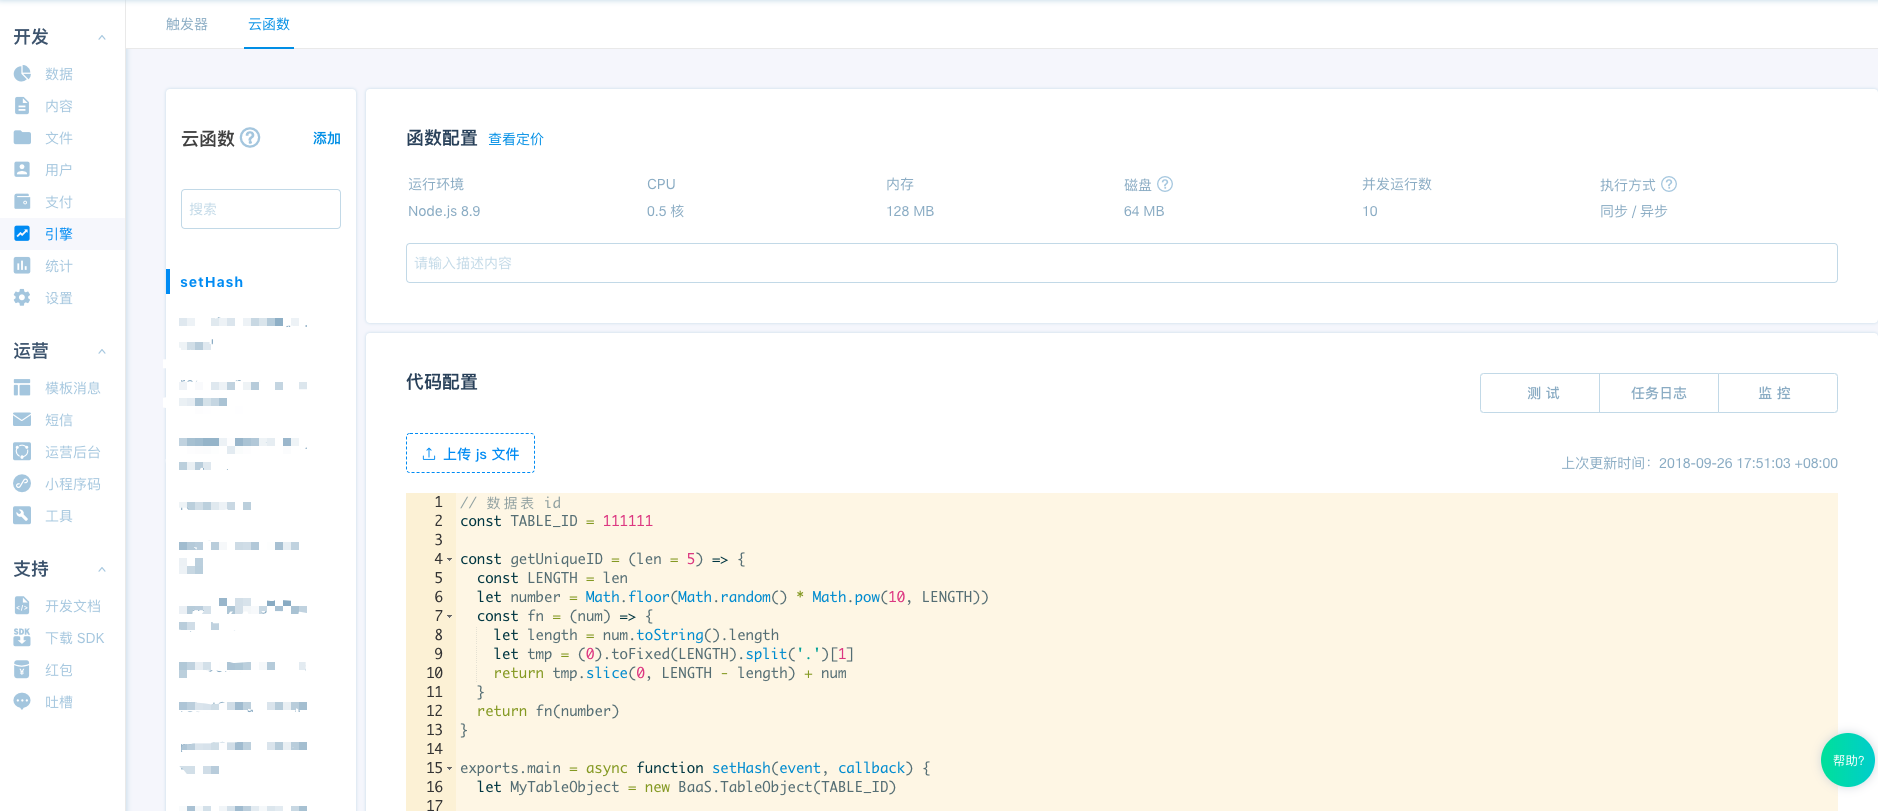 开发
数据
内容
文件
用户
支付
引擎
统计
设置
运营
模板消息
短信
运营后台
小程序码
工具
支持
开发文档
下载 SDK
红包
吐槽
触发器 云函数
云函数 添加
搜索
setHash
函数配置 查看定价
运行环境 CPU 内存 磁盘 并发运行数 执行方式
Node.js 8.9 0.5 核 128 MB 64 MB 10 同步 / 异步
请输入描述内容
代码配置
测 试 任务日志 监 控
上传 js 文件
上次更新时间：2018-09-26 17:51:03 +08:00
1 // 数据表 id
2 const TABLE_ID = 111111
3
4 const getUniqueID = (len = 5) => {
5 const LENGTH = len
6 let number = Math.floor(Math.random() * Math.pow(10, LENGTH))
7 const fn = (num) => {
8 let length = num.toString().length
9 let tmp = (0).toFixed(LENGTH).split('.')[1]
10 return tmp.slice(0, LENGTH - length) + num
11 }
12 return fn(number)
13 }
14
15 exports.main = async function setHash(event, callback) {
16 let MyTableObject = new BaaS.TableObject(TABLE_ID)
17
帮助?